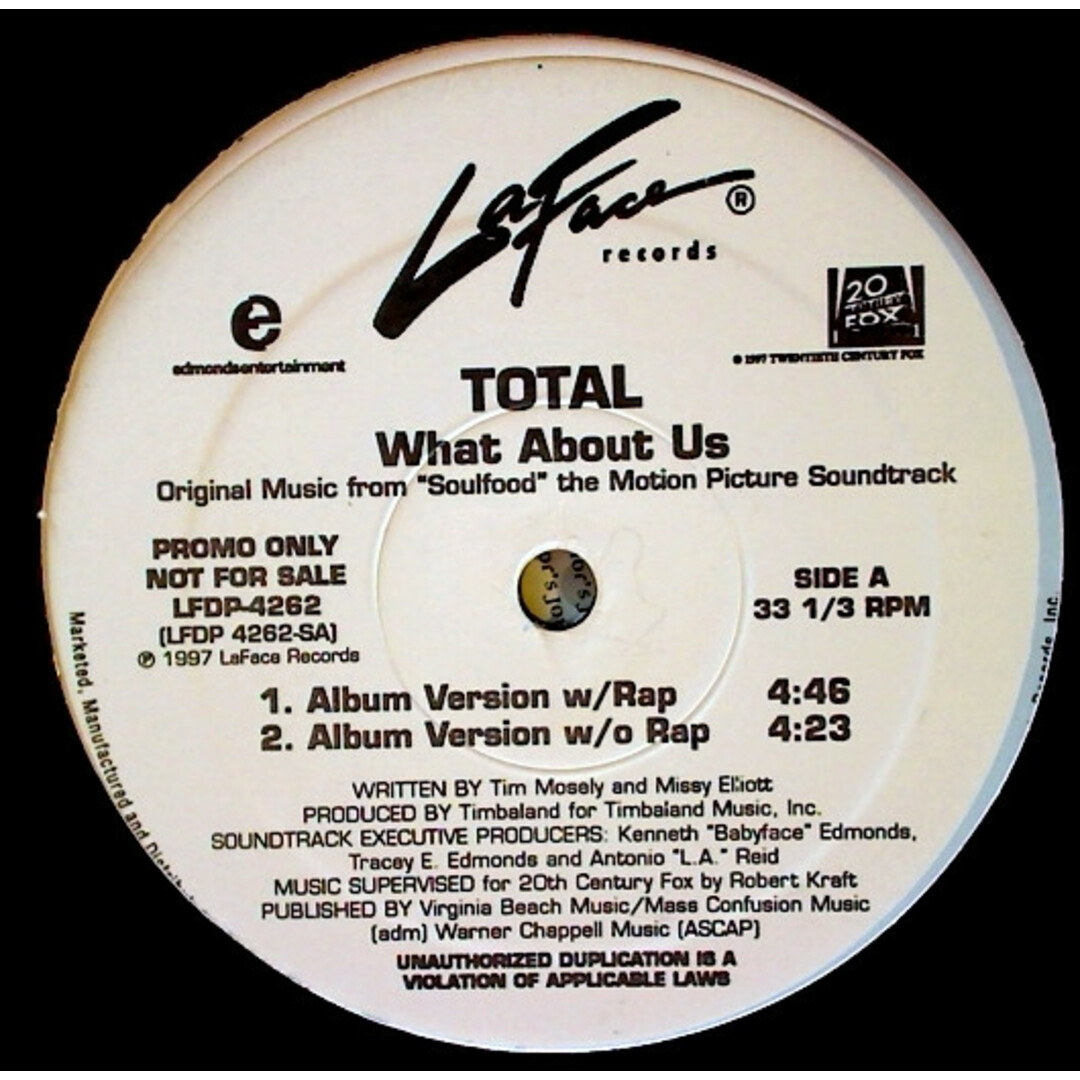 LaFace ®
records
20
CENTURY
FOX
e
edmondsentertainment
© 1997 TWENTIETH CENTURY FOX
TOTAL
What About Us
Original Music from "Soulfood" the Motion Picture Soundtrack
PROMO ONLY
NOT FOR SALE
LFDP-4262
(LFDP 4262-SA)
℗ 1997 LaFace Records
SIDE A
33 1/3 RPM
1. Album Version w/Rap 4:46
2. Album Version w/o Rap 4:23
WRITTEN BY Tim Mosely and Missy Elliott
PRODUCED BY Timbaland for Timbaland Music, Inc.
SOUNDTRACK EXECUTIVE PRODUCERS: Kenneth "Babyface" Edmonds,
Tracey E. Edmonds and Antonio "L.A." Reid
MUSIC SUPERVISED for 20th Century Fox by Robert Kraft
PUBLISHED BY Virginia Beach Music/Mass Confusion Music
(adm) Warner Chappell Music (ASCAP)
UNAUTHORIZED DUPLICATION IS A
VIOLATION OF APPLICABLE LAWS
Marketed, Manufactured and
Records, Inc.